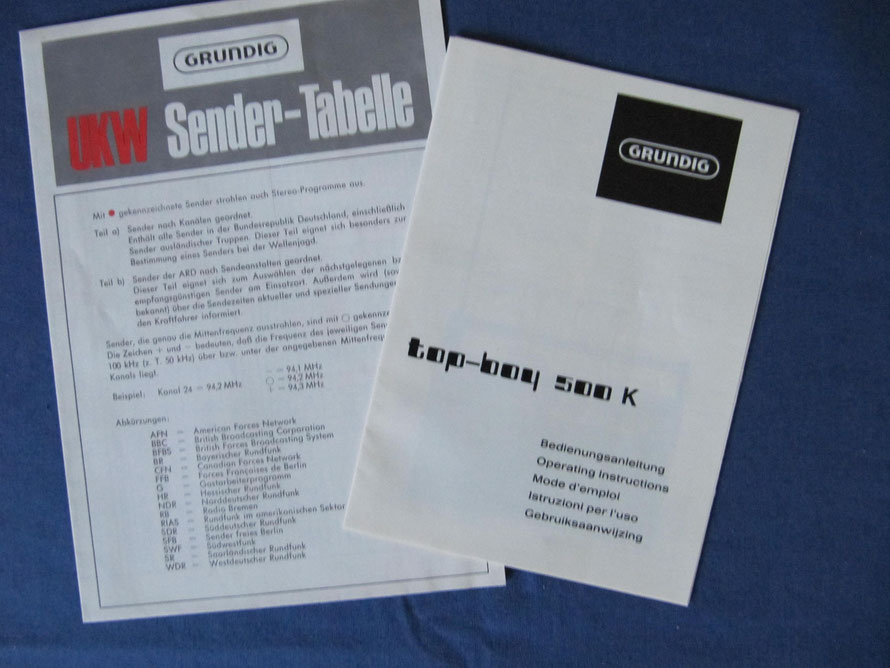 GRUNDIG
UKW Sender-Tabelle
Mit ● gekennzeichnete Sender strahlen auch Stereo-Programme aus.
Teil a) Sender nach Kanälen geordnet.
Enthält alle Sender in der Bundesrepublik Deutschland, einschließlich
Sender ausländischer Truppen. Dieser Teil eignet sich besonders zur
Bestimmung eines Senders bei der Wellenjagd.
Teil b) Sender der ARD nach Sendeanstalten geordnet.
Dieser Teil eignet sich zum Auswählen der nächstgelegenen bz
empfangsgünstigen Sender am Einsatzort. Außerdem wird (sow
bekannt) über die Sendezeiten aktueller und spezieller Sendungen
den Kraftfahrer informiert.
Sender, die genau die Mittenfrequenz ausstrahlen, sind mit ○ gekennze
Die Zeichen + und – bedeuten, daß die Frequenz des jeweiligen Sen
100 kHz (z. T. 50 kHz) über bzw. unter der angegebenen Mittenfreq
Kanals liegt.
Beispiel: Kanal 24 = 94,2 MHz
– = 94,1 MHz
○ = 94,2 MHz
+ = 94,3 MHz
Abkürzungen:
AFN – American Forces Network
BBC – British Broadcasting Corporation
BFBS – British Forces Broadcasting System
BR – Bayerischer Rundfunk
CFN – Canadian Forces Network
FFB – Forces Françaises de Berlin
G – Gastarbeiterprogramm
HR – Hessischer Rundfunk
NDR – Norddeutscher Rundfunk
RB – Radio Bremen
RIAS – Rundfunk im amerikanischen Sektor
SDR – Süddeutscher Rundfunk
SFB – Sender freies Berlin
SWF – Südwestfunk
SR – Saarländischer Rundfunk
WDR – Westdeutscher Rundfunk
GRUNDIG
top-boy 500 K
Bedienungsanleitung
Operating Instructions
Mode d'emploi
Istruzioni per l'uso
Gebruiksaanwijzing